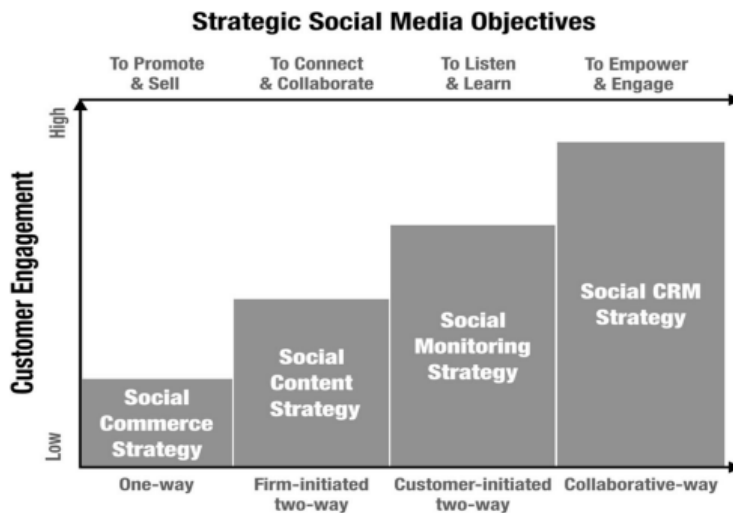 Strategic Social Media Objectives
To Promote
& Sell
To Connect
& Collaborate
To Listen
& Learn
To Empower
& Engage
High
Customer Engagement
Low
Social
Commerce
Strategy
Social
Content
Strategy
Social
Monitoring
Strategy
Social CRM
Strategy
One-way
Firm-initiated
two-way
Customer-initiated
two-way
Collaborative-way